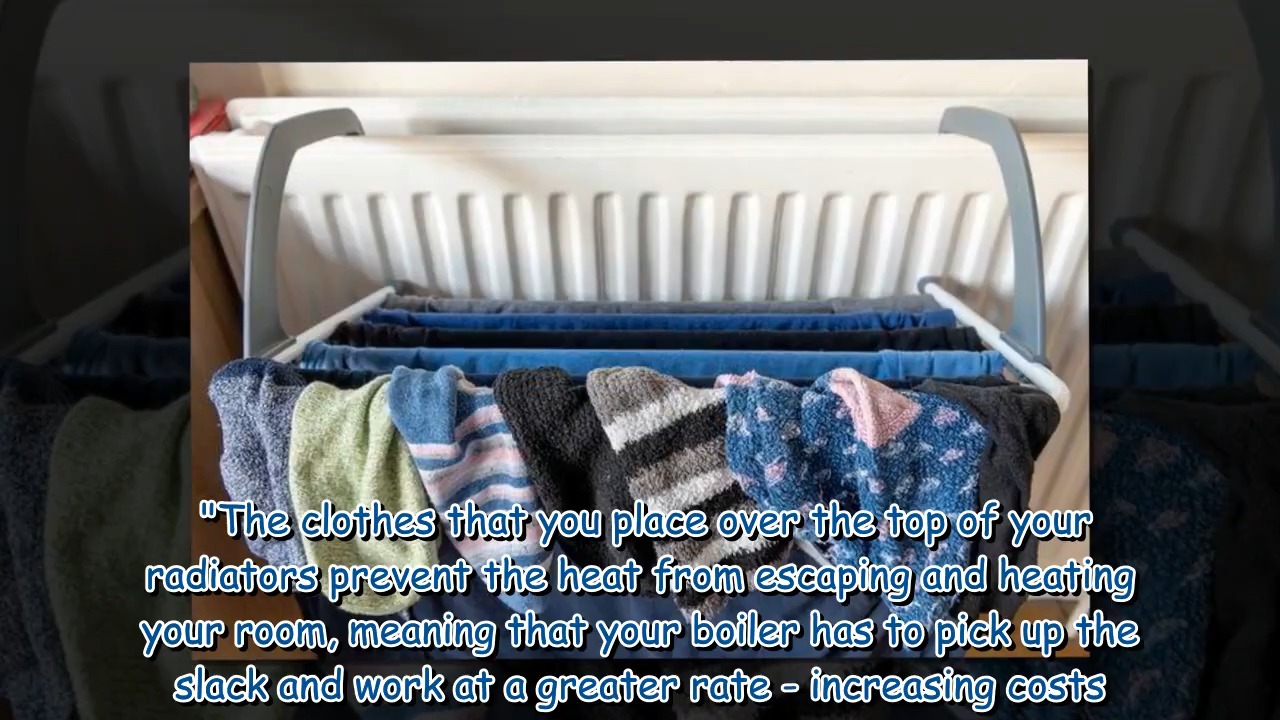 "The clothes that you place over the top of your
radiators prevent the heat from escaping and heating
your room, meaning that your boiler has to pick up the
slack and work at a greater rate - increasing costs